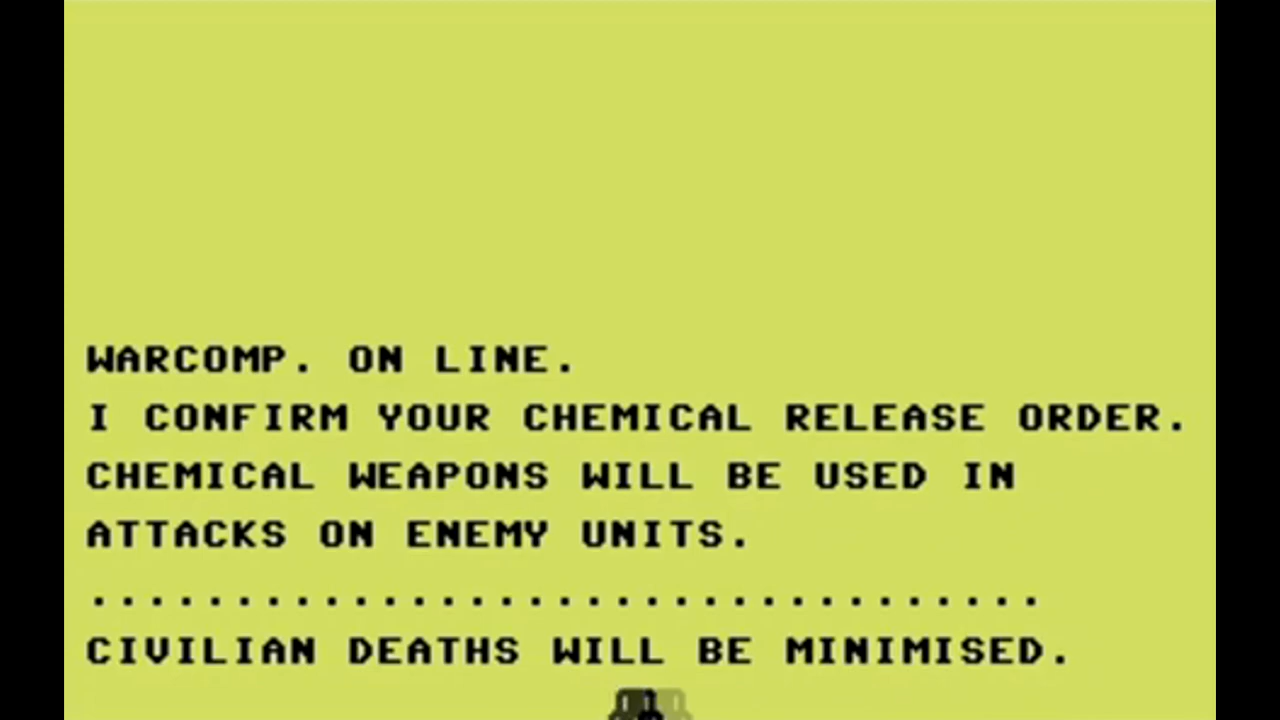 WARCOMP. ON LINE.
I CONFIRM YOUR CHEMICAL RELEASE ORDER.
CHEMICAL WEAPONS WILL BE USED IN
ATTACKS ON ENEMY UNITS.
.................................
CIVILIAN DEATHS WILL BE MINIMISED.